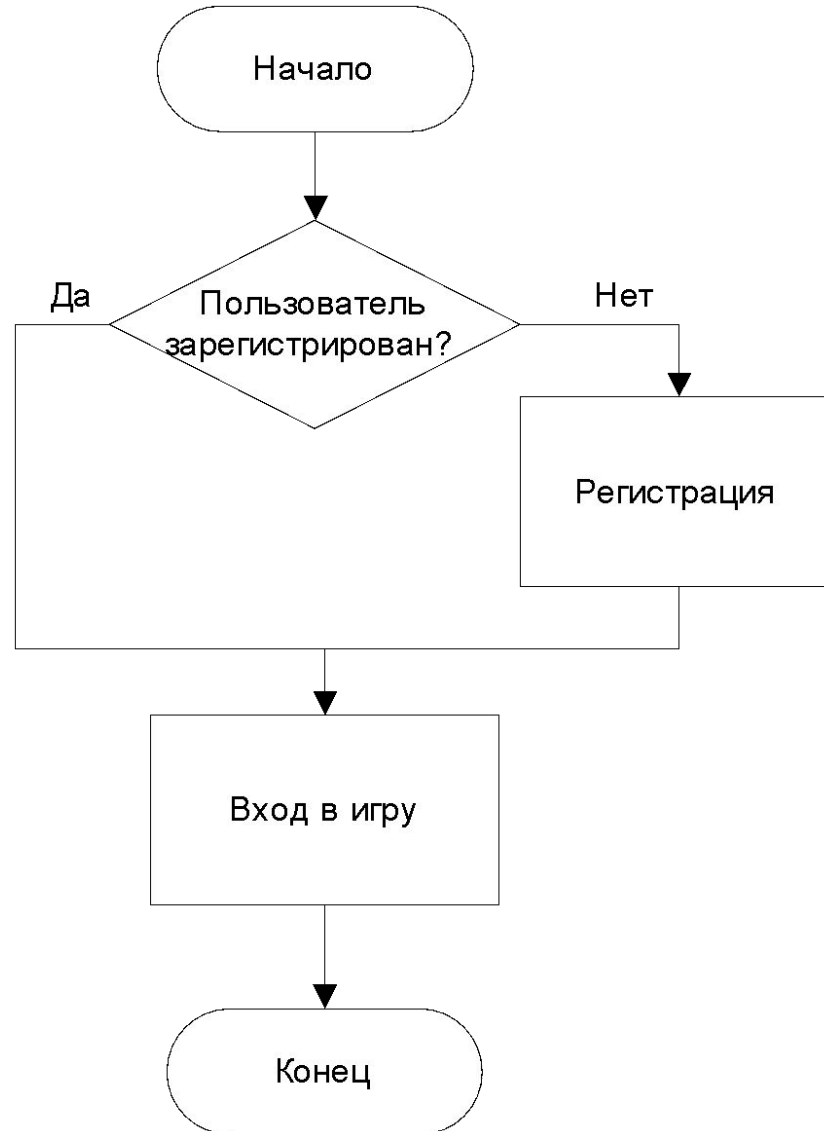 Начало
Да
Нет
Пользователь
зарегистрирован?
Регистрация
Вход в игру
Конец